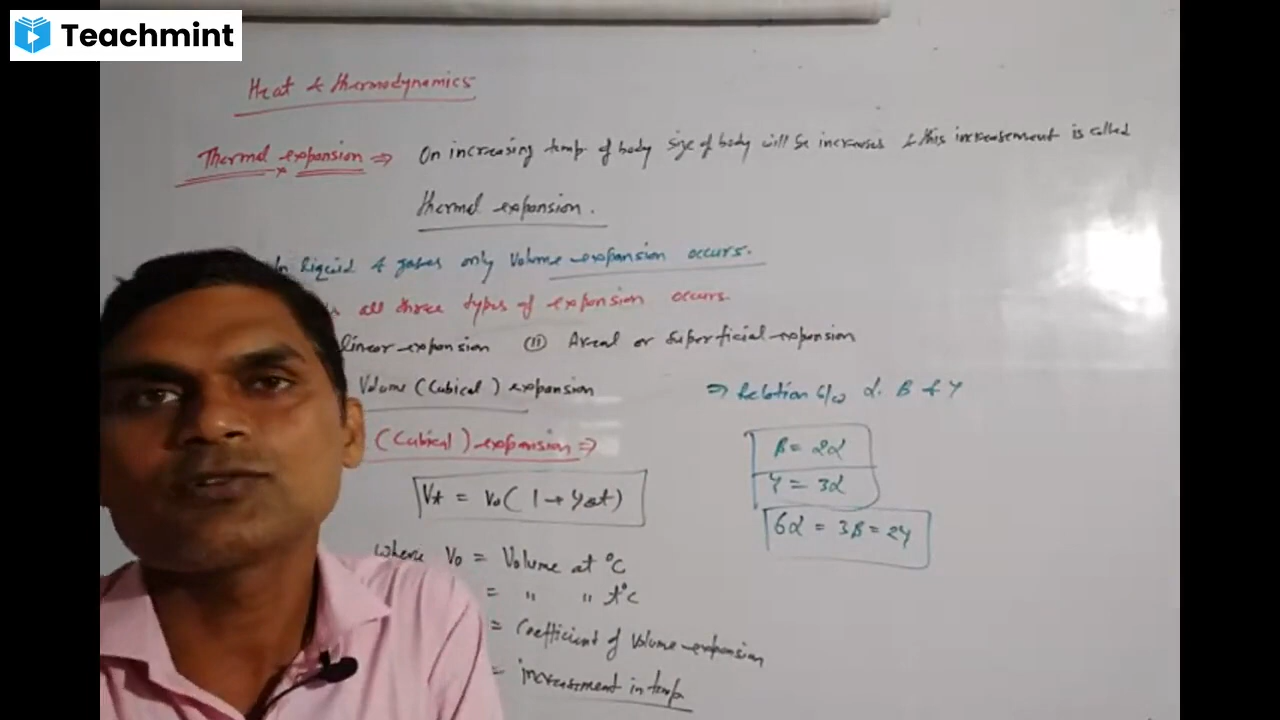 Teachmint
Heat & thermodynamics
Thermal expansion ⇒ On increasing temp of body size of body will be increases & this increasement is called
thermal expansion.
In liquid & gases only volume expansion occurs.
all three types of expansion occurs.
linear expansion (ii) Areal or Superficial expansion
Volume (Cubical) expansion
⇒ Relation b/w α, β & γ
(Cubical) expansion ⇒
β = 2α
γ = 3α
Vt = V₀(1+γΔt)
6α = 3β = 2γ
where V₀ = Volume at °C
= " " t°C
= Coefficient of Volume expansion
= increasement in temp